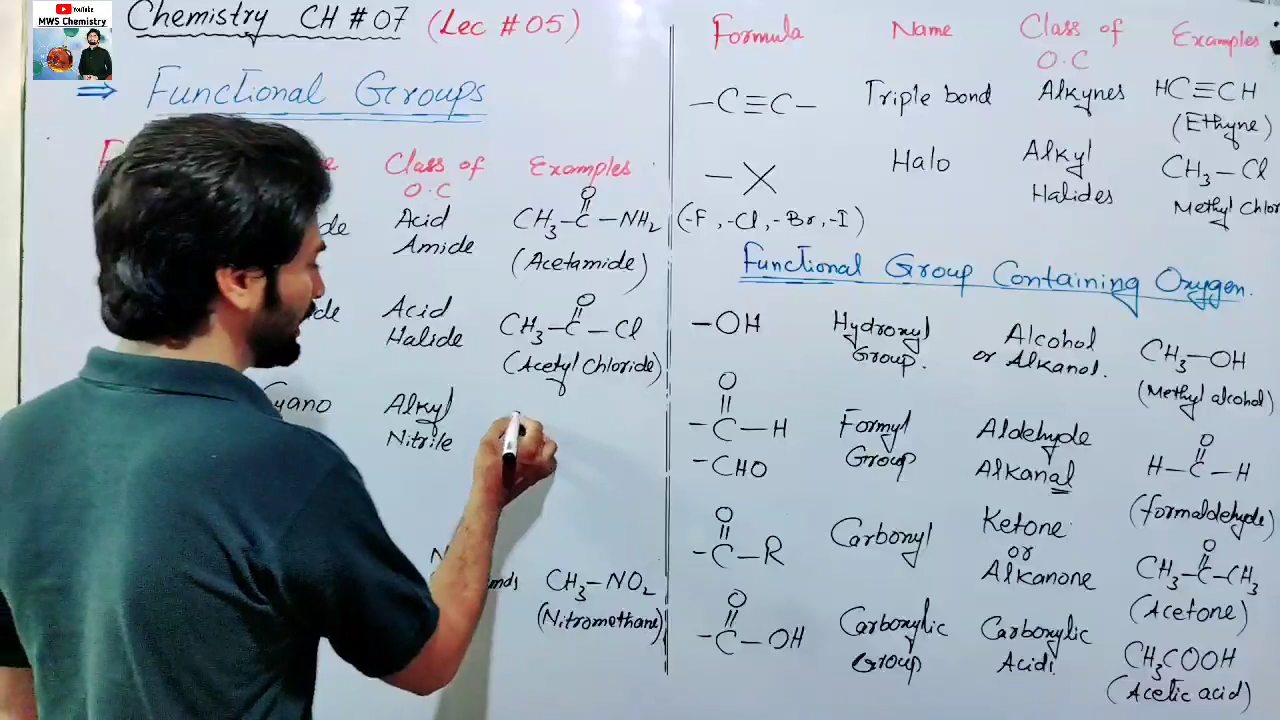 YouTube
MWS Chemistry
Chemistry CH # 07 (Lec # 05)
⇒ Functional Groups
Class of O.C Examples
Acid Amide
CH₃-C(=O)-NH₂
(Acetamide)
Acid Halide
CH₃-C(=O)-Cl
(Acetyl Chloride)
Cyano Alkyl Nitrile
CH₃-NO₂
(Nitromethane)
Formula Name Class of O.C Examples
-C≡C- Triple bond Alkynes HC≡CH
(Ethyne)
-X Halo Alkyl Halides CH₃-Cl
(-F, -Cl, -Br, -I) Methyl Chlor
Functional Group Containing Oxygen.
-OH Hydroxyl Group. Alcohol or Alkanol. CH₃-OH
(Methyl alcohol)
-C(=O)-H Formyl Group Aldehyde H-C(=O)-H
-CHO Alkanal
(formaldehyde)
-C(=O)-R Carbonyl Ketone or Alkanone CH₃-C(=O)-CH₃
(Acetone)
-C(=O)-OH Carboxylic Group Carboxylic Acid. CH₃COOH
(Acetic acid)